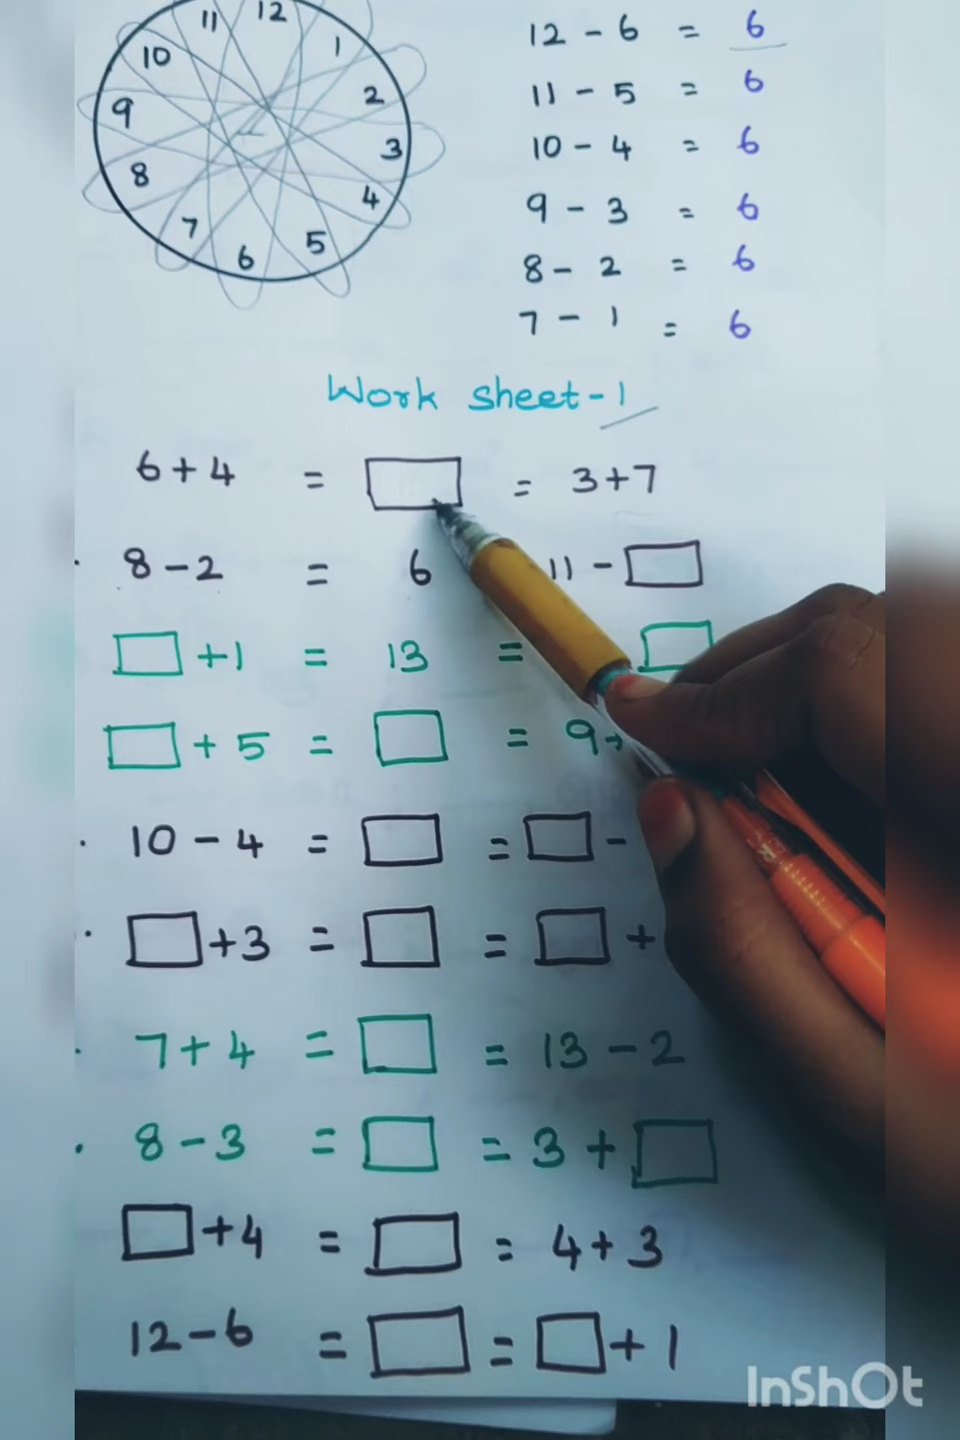 11 12 1
10 2
9 3
8 4
7 6 5
12 - 6 = 6
11 - 5 = 6
10 - 4 = 6
9 - 3 = 6
8 - 2 = 6
7 - 1 = 6
Work sheet - 1
6 + 4 = □ = 3 + 7
8 - 2 = 6 11 - □
□ + 1 = 13 = □
□ + 5 = □ = 9 +
10 - 4 = □ = □ -
□ + 3 = □ = □ +
7 + 4 = □ = 13 - 2
8 - 3 = □ = 3 + □
□ + 4 = □ = 4 + 3
12 - 6 = □ = □ + 1
InShOt